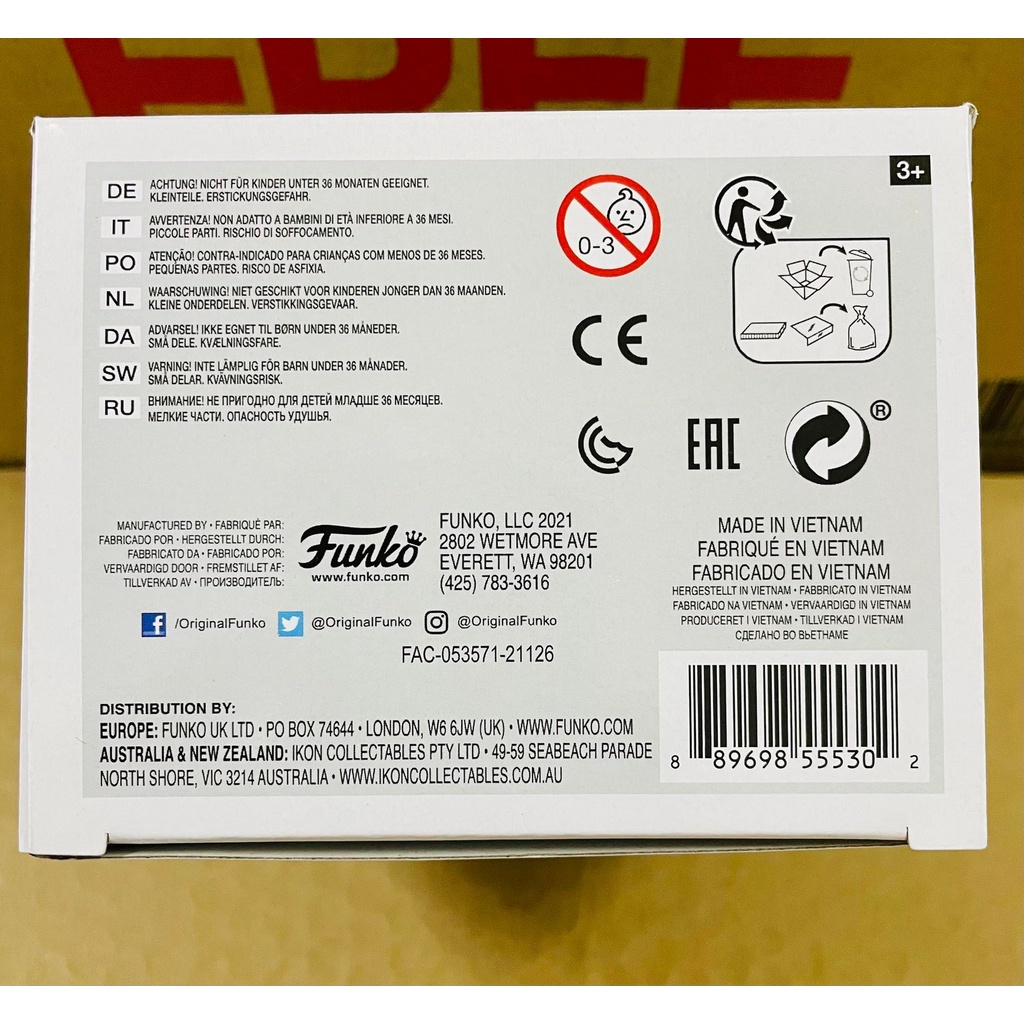 FREE
3+
DE ACHTUNG! NICHT FÜR KINDER UNTER 36 MONATEN GEEIGNET.
KLEINTEILE. ERSTICKUNGSGEFAHR.
IT AVVERTENZA! NON ADATTO A BAMBINI DI ETÀ INFERIORE A 36 MESI.
PICCOLE PARTI. RISCHIO DI SOFFOCAMENTO.
PO ATENÇÃO! CONTRA-INDICADO PARA CRIANÇAS COM MENOS DE 36 MESES.
PEQUENAS PARTES. RISCO DE ASFIXIA.
NL WAARSCHUWING! NIET GESCHIKT VOOR KINDEREN JONGER DAN 36 MAANDEN.
KLEINE ONDERDELEN. VERSTIKKINGSGEVAAR.
DA ADVARSEL! IKKE EGNET TIL BØRN UNDER 36 MÅNEDER.
SMÅ DELE. KVÆLNINGSFARE.
SW VARNING! INTE LÄMPLIG FÖR BARN UNDER 36 MÅNADER.
SMÅ DELAR. KVÄVNINGSRISK.
RU ВНИМАНИЕ! НЕ ПРИГОДНО ДЛЯ ДЕТЕЙ МЛАДШЕ 36 МЕСЯЦЕВ.
МЕЛКИЕ ЧАСТИ. ОПАСНОСТЬ УДУШЬЯ.
0-3
CE
EAC
®
MANUFACTURED BY • FABRIQUÉ PAR:
FABRICADO POR • HERGESTELLT DURCH:
FABBRICATO DA • FABRICADO POR:
VERVAARDIGD DOOR • FREMSTILLET AF:
TILLVERKAD AV • ПРОИЗВОДИТЕЛЬ:
Funko
www.funko.com
FUNKO, LLC 2021
2802 WETMORE AVE
EVERETT, WA 98201
(425) 783-3616
MADE IN VIETNAM
FABRIQUÉ EN VIETNAM
FABRICADO EN VIETNAM
HERGESTELLT IN VIETNAM • FABBRICATO IN VIETNAM
FABRICADO NA VIETNAM • VERVAARDIGD IN VIETNAM
PRODUCERET I VIETNAM • TILLVERKAD I VIETNAM
СДЕЛАНО ВО ВЬЕТНАМЕ
f /OriginalFunko @OriginalFunko @OriginalFunko
FAC-053571-21126
DISTRIBUTION BY:
EUROPE: FUNKO UK LTD • PO BOX 74644 • LONDON, W6 6JW (UK) • WWW.FUNKO.COM
AUSTRALIA & NEW ZEALAND: IKON COLLECTABLES PTY LTD • 49-59 SEABEACH PARADE
NORTH SHORE, VIC 3214 AUSTRALIA • WWW.IKONCOLLECTABLES.COM.AU
8 89698 55530 2